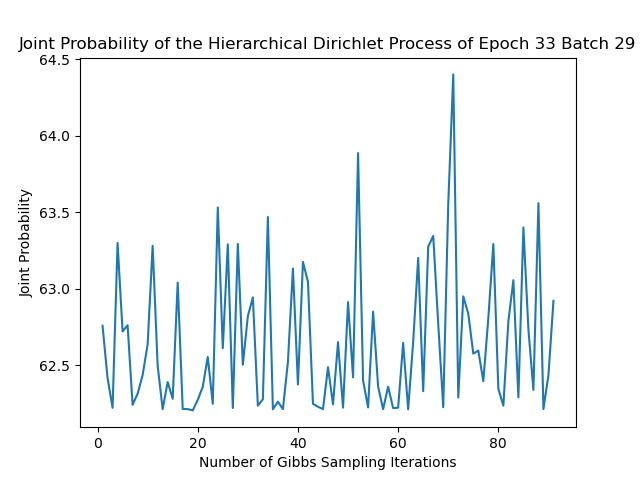 Joint Probability of the Hierarchical Dirichlet Process of Epoch 33 Batch 29
64.5
64.0
63.5
63.0
62.5
Joint Probability
0 20 40 60 80
Number of Gibbs Sampling Iterations